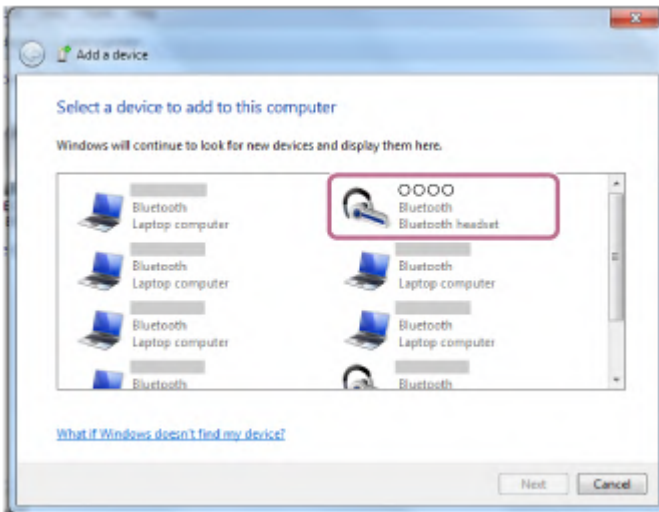 Add a device
Select a device to add to this computer
Windows will continue to look for new devices and display them here.
Bluetooth
Laptop computer
OOOO
Bluetooth
Bluetooth headset
Bluetooth
Laptop computer
Bluetooth
Laptop computer
Bluetooth
Laptop computer
Bluetooth
Laptop computer
Bluetooth
Bluetooth
What if Windows doesn't find my device?
Next Cancel